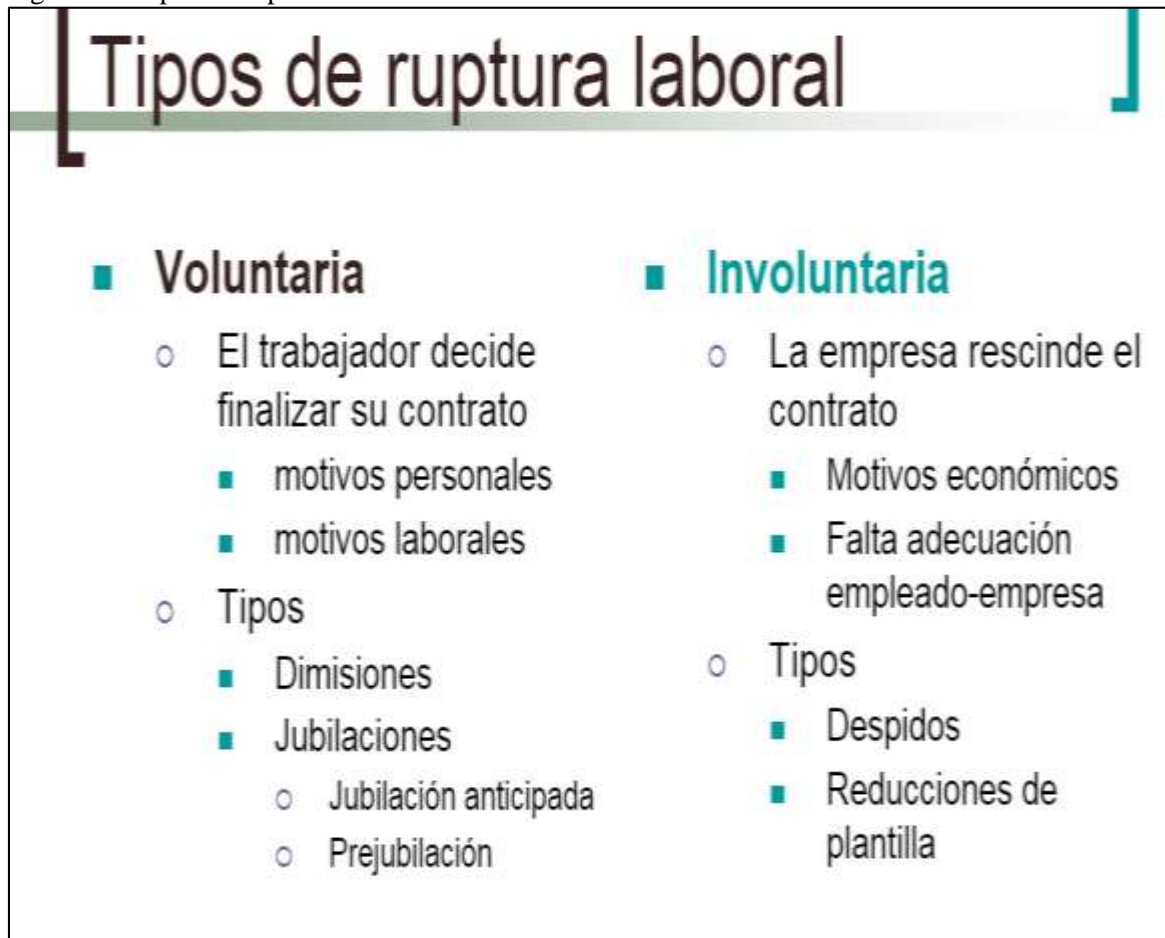 Tipos de ruptura laboral
Voluntaria
El trabajador decide
finalizar su contrato
motivos personales
motivos laborales
Tipos
Dimisiones
Jubilaciones
Jubilación anticipada
Prejubilación
Involuntaria
La empresa rescinde el
contrato
Motivos económicos
Falta adecuación
empleado-empresa
Tipos
Despidos
Reducciones de
plantilla